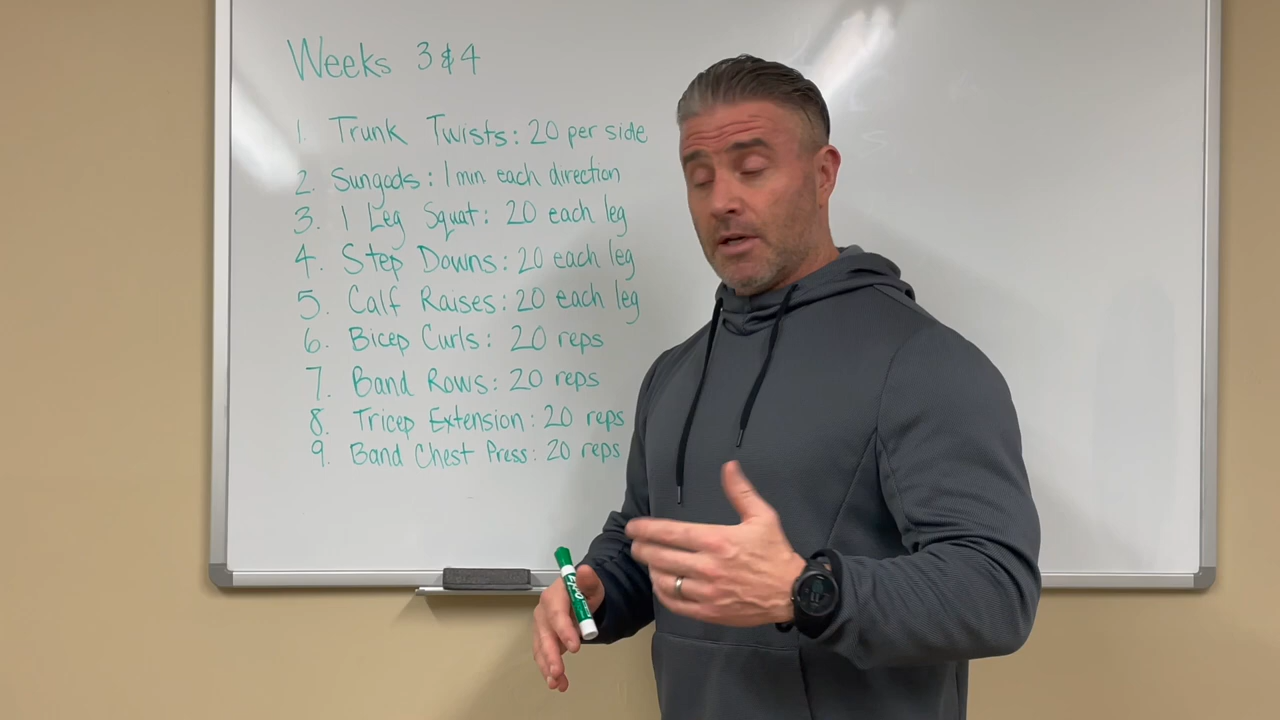 Weeks 3 & 4
1. Trunk Twists: 20 per side
2. Sungods: 1 min each direction
3. 1 Leg Squat: 20 each leg
4. Step Downs: 20 each leg
5. Calf Raises: 20 each leg
6. Bicep Curls: 20 reps
7. Band Rows: 20 reps
8. Tricep Extension: 20 reps
9. Band Chest Press: 20 reps
EXPO